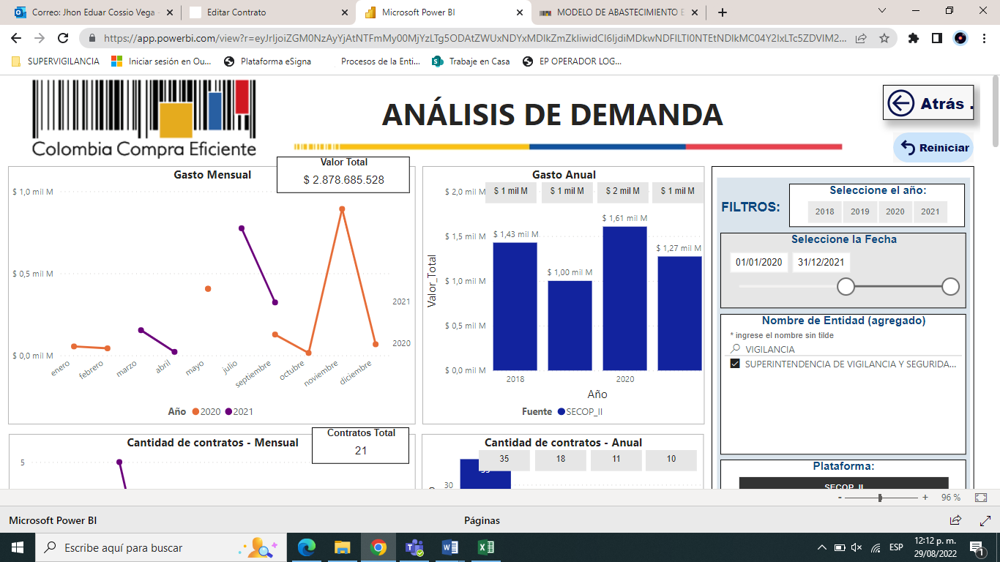 Correo: Jhon Eduar Cossio Vega
Editar Contrato
Microsoft Power BI
MODELO DE ABASTECIMIENTO E
https://app.powerbi.com/view?r=
SUPERVIGILANCIA
Iniciar sesión en Ou...
Plataforma eSigna
Procesos de la Enti...
Trabaje en Casa
EP OPERADOR LOG...
Colombia Compra Eficiente
ANÁLISIS DE DEMANDA
Atrás .
Reiniciar
Gasto Mensual
Valor Total
$ 2.878.685.528
$ 1,0 mil M
$ 0,5 mil M
$ 0,0 mil M
2021
2020
enero
febrero
marzo
abril
mayo
julio
septiembre
octubre
noviembre
diciembre
Año 2020 2021
Gasto Anual
$ 1 mil M
$ 1 mil M
$ 2 mil M
$ 1 mil M
$ 2,0 mil M
$ 1,5 mil M
$ 1,0 mil M
$ 0,5 mil M
$ 0,0 mil M
Valor_Total
$ 1,43 mil M
$ 1,00 mil M
$ 1,61 mil M
$ 1,27 mil M
2018
2020
Año
Fuente SECOP_II
FILTROS:
Seleccione el año:
2018 2019 2020 2021
Seleccione la Fecha
01/01/2020 31/12/2021
Nombre de Entidad (agregado)
* ingrese el nombre sin tilde
VIGILANCIA
SUPERINTENDENCIA DE VIGILANCIA Y SEGURIDA...
Plataforma:
SECOP_II
Cantidad de contratos - Mensual
Contratos Total
21
5
Cantidad de contratos - Anual
35 18 11 10
30
- + 96 %
Microsoft Power BI
Páginas
Escribe aquí para buscar
ESP
12:12 p. m.
29/08/2022
1